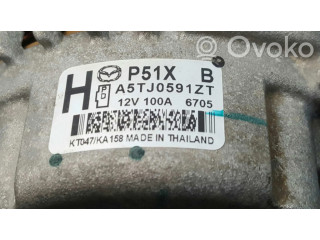 Ovoko
P51X B
H A5TJ0591ZT
12V 100A 6705
KT047/KA158 MADE IN THAILAND